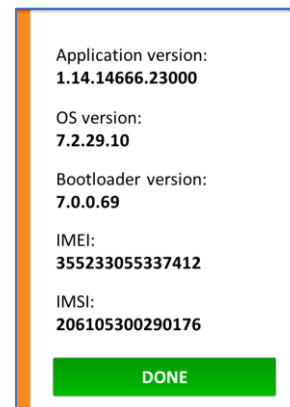 Application version:
1.14.14666.23000
OS version:
7.2.29.10
Bootloader version:
7.0.0.69
IMEI:
355233055337412
IMSI:
206105300290176
DONE